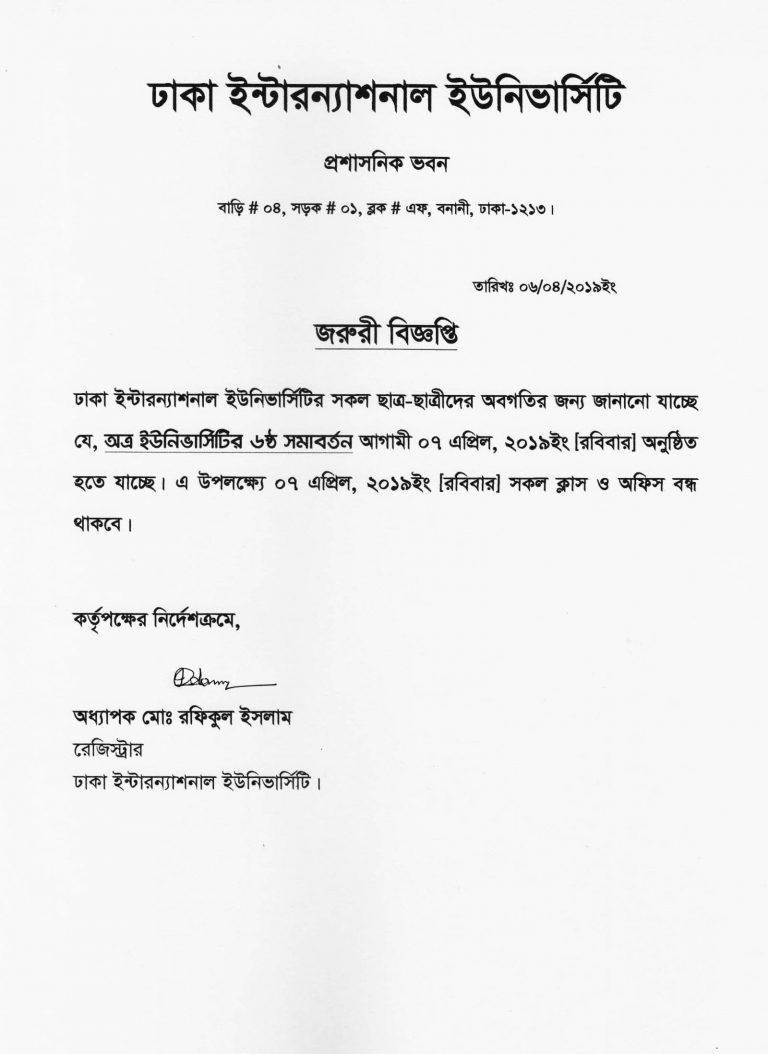 ঢাকা ইন্টারন্যাশনাল ইউনিভার্সিটি
প্রশাসনিক ভবন
বাড়ি # ০৪, সড়ক # ০১, ব্লক # এফ, বনানী, ঢাকা-১২১৩।
তারিখঃ ০৬/০৪/২০১৯ইং
জরুরী বিজ্ঞপ্তি
ঢাকা ইন্টারন্যাশনাল ইউনিভার্সিটির সকল ছাত্র-ছাত্রীদের অবগতির জন্য জানানো যাচ্ছে
যে, অত্র ইউনিভার্সিটির ৬ষ্ঠ সমাবর্তন আগামী ০৭ এপ্রিল, ২০১৯ইং [রবিবার] অনুষ্ঠিত
হতে যাচ্ছে। এ উপলক্ষ্যে ০৭ এপ্রিল, ২০১৯ইং [রবিবার] সকল ক্লাস ও অফিস বন্ধ
থাকবে।
কর্তৃপক্ষের নির্দেশক্রমে,
অধ্যাপক মোঃ রফিকুল ইসলাম
রেজিস্ট্রার
ঢাকা ইন্টারন্যাশনাল ইউনিভার্সিটি।